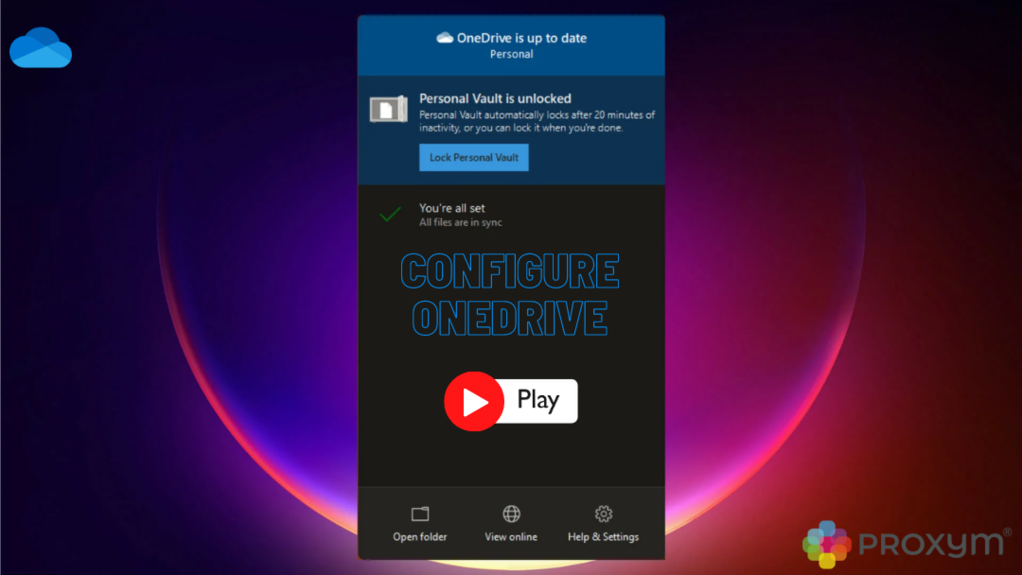 OneDrive is up to date
Personal
Personal Vault is unlocked
Personal Vault automatically locks after 20 minutes of
inactivity, or you can lock it when you're done.
Lock Personal Vault
You're all set
All files are in sync
CONFIGURE
ONEDRIVE
Play
Open folder
View online
Help & Settings
PROXYM®